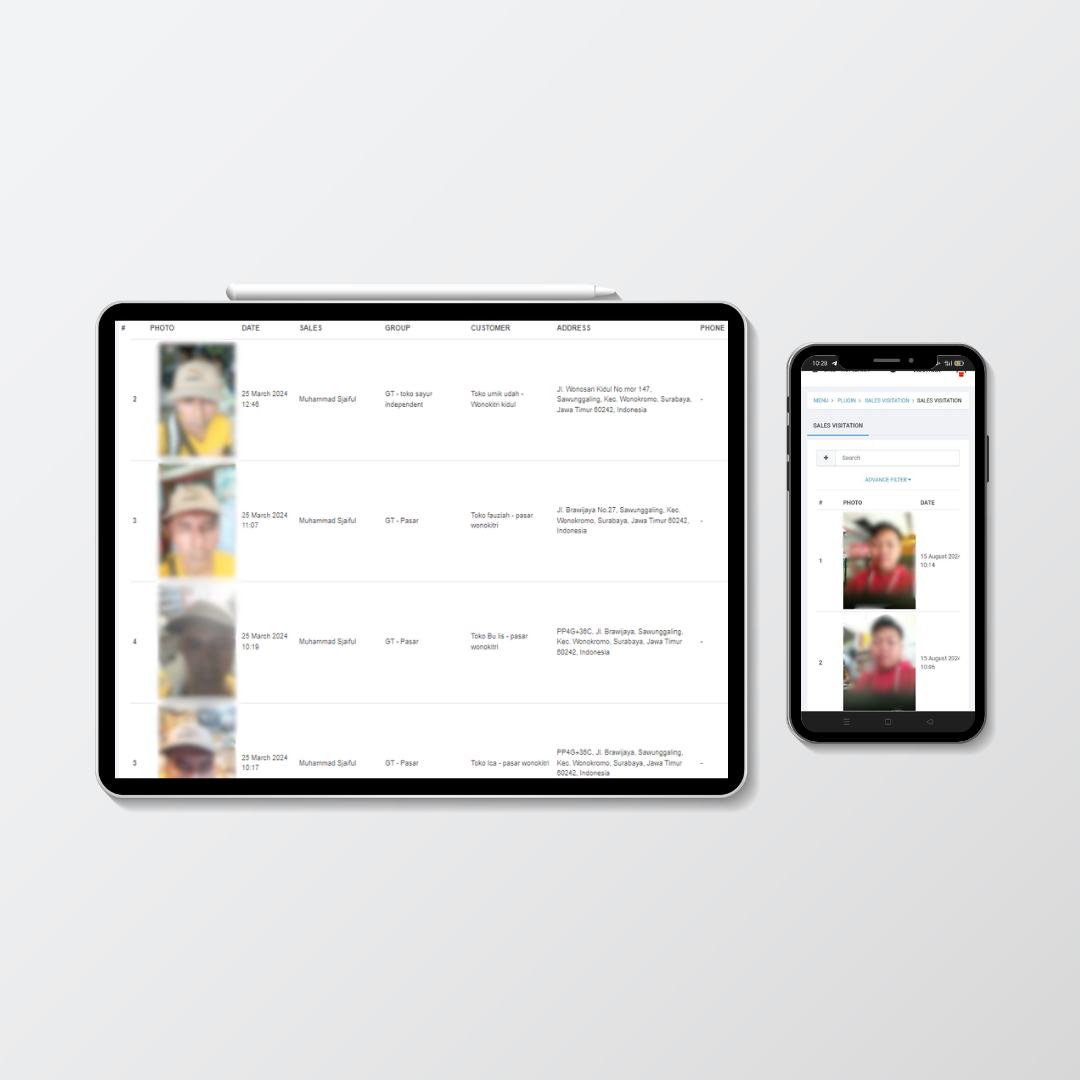 # PHOTO DATE SALES GROUP CUSTOMER ADDRESS PHONE
2 25 March 2024 12:46 Muhammad Sjaiful GT - toko sayur independent Toko umik udah - Wonokitri kidul Jl. Wonosari Kidul No.mor 147, Sawunggaling, Kec. Wonokromo, Surabaya, Jawa Timur 60242, Indonesia -
3 25 March 2024 11:07 Muhammad Sjaiful GT - Pasar Toko fauziah - pasar wonokitri Jl. Brawijaya No.27, Sawunggaling, Kec. Wonokromo, Surabaya, Jawa Timur 60242, Indonesia -
4 25 March 2024 10:19 Muhammad Sjaiful GT - Pasar Toko Bu lis - pasar wonokitri PP4G+36C, Jl. Brawijaya, Sawunggaling, Kec. Wonokromo, Surabaya, Jawa Timur 60242, Indonesia -
5 25 March 2024 10:17 Muhammad Sjaiful GT - Pasar Toko Ica - pasar wonokitri PP4G+36C, Jl. Brawijaya, Sawunggaling, Kec. Wonokromo, Surabaya, Jawa Timur 60242, Indonesia -
10:28
MENU > PLUGIN > SALES VISITATION > SALES VISITATION
SALES VISITATION
+ Search
ADVANCE FILTER
# PHOTO DATE
1 15 August 202
10:14
2 15 August 202
10:06